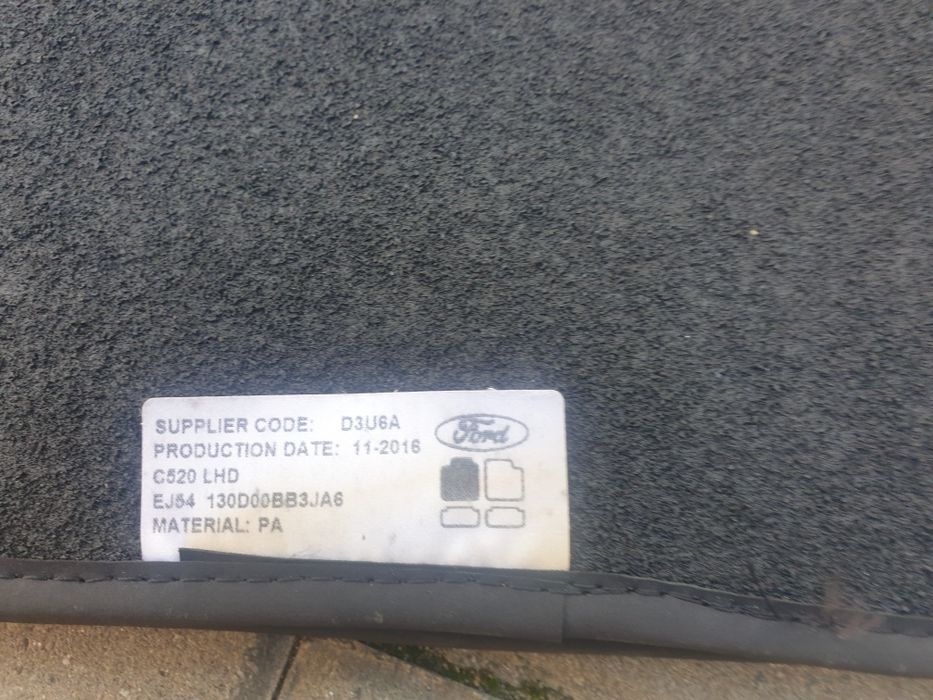 SUPPLIER CODE: D3U6A
Ford
PRODUCTION DATE: 11-2016
C520 LHD
EJ54 130D00BB3JA6
MATERIAL: PA